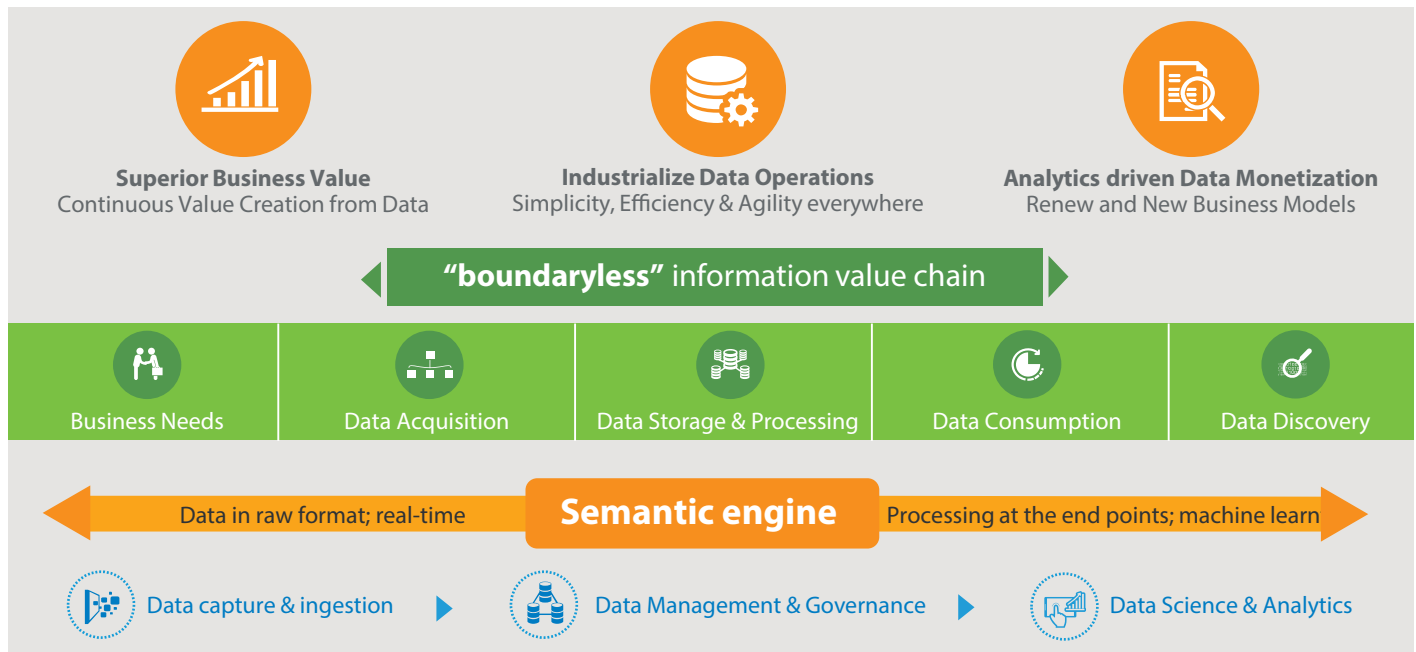 Superior Business Value
Continuous Value Creation from Data
Industrialize Data Operations
Simplicity, Efficiency & Agility everywhere
Analytics driven Data Monetization
Renew and New Business Models
“boundaryless” information value chain
Business Needs
Data Acquisition
Data Storage & Processing
Data Consumption
Data Discovery
Data in raw format; real-time
Semantic engine
Processing at the end points; machine learn
Data capture & ingestion
Data Management & Governance
Data Science & Analytics